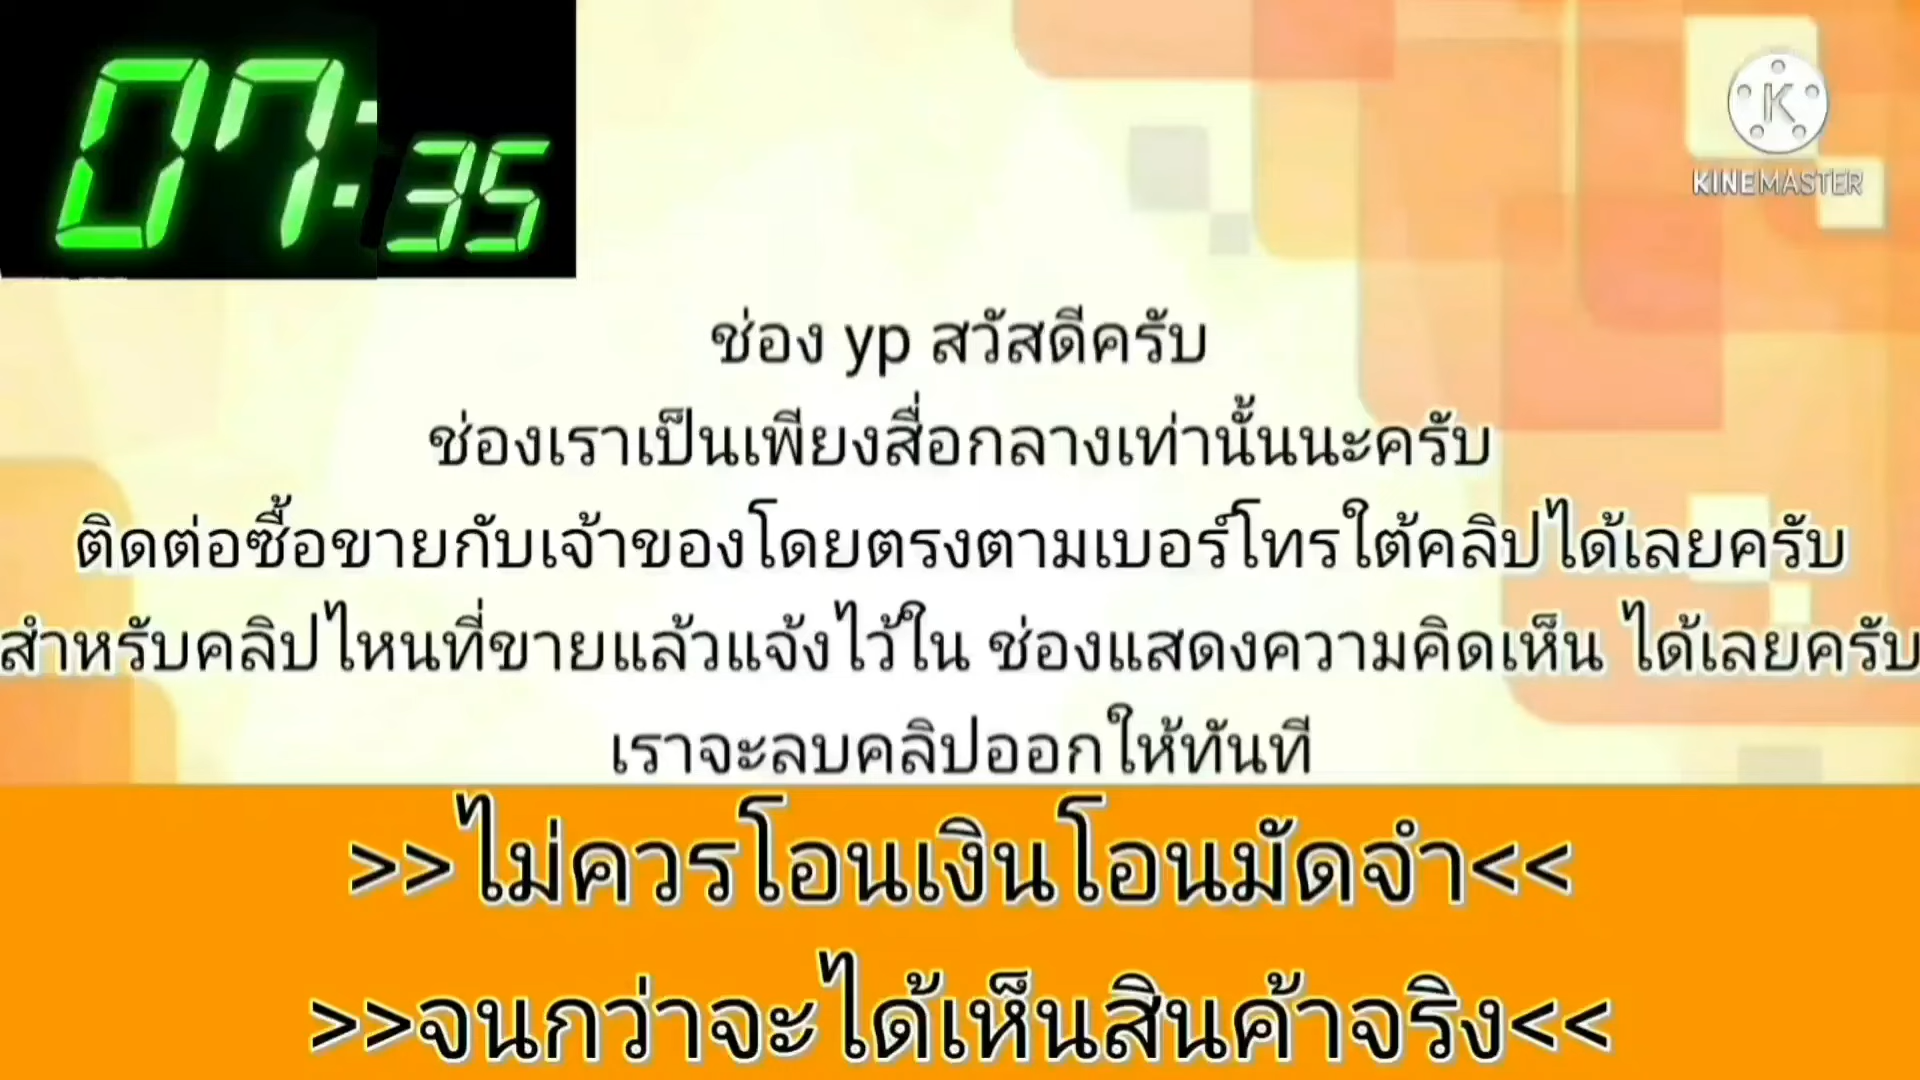 07:35
KINEMASTER
ช่อง yp สวัสดีครับ
ช่องเราเป็นเพียงสื่อกลางเท่านั้นนะครับ
ติดต่อซื้อขายกับเจ้าของโดยตรงตามเบอร์โทรใต้คลิปได้เลยครับ
สำหรับคลิปไหนที่ขายแล้วแจ้งไว้ใน ช่องแสดงความคิดเห็น ได้เลยครับ
เราจะลบคลิปออกให้ทันที
>>ไม่ควรโอนเงินโอนมัดจำ<<
>>จนกว่าจะได้เห็นสินค้าจริง<<